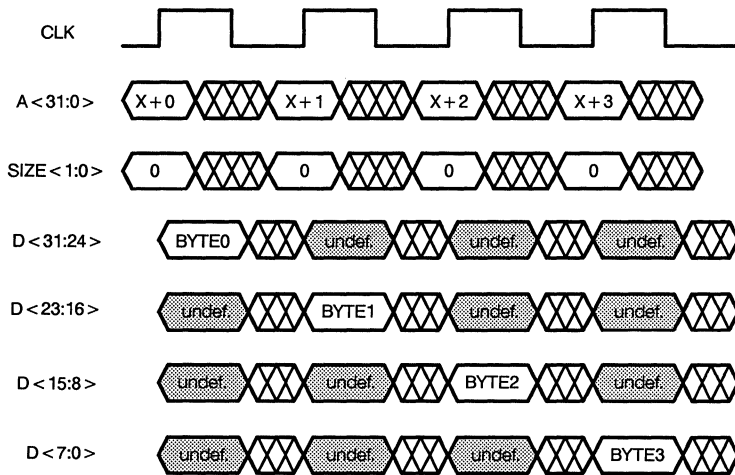 CLK
A<31:0> X+0 X+1 X+2 X+3
SIZE<1:0> 0 0 0 0
D<31:24> BYTE0 undef. undef. undef.
D<23:16> undef. BYTE1 undef. undef.
D<15:8> undef. undef. BYTE2 undef.
D<7:0> undef. undef. undef. BYTE3